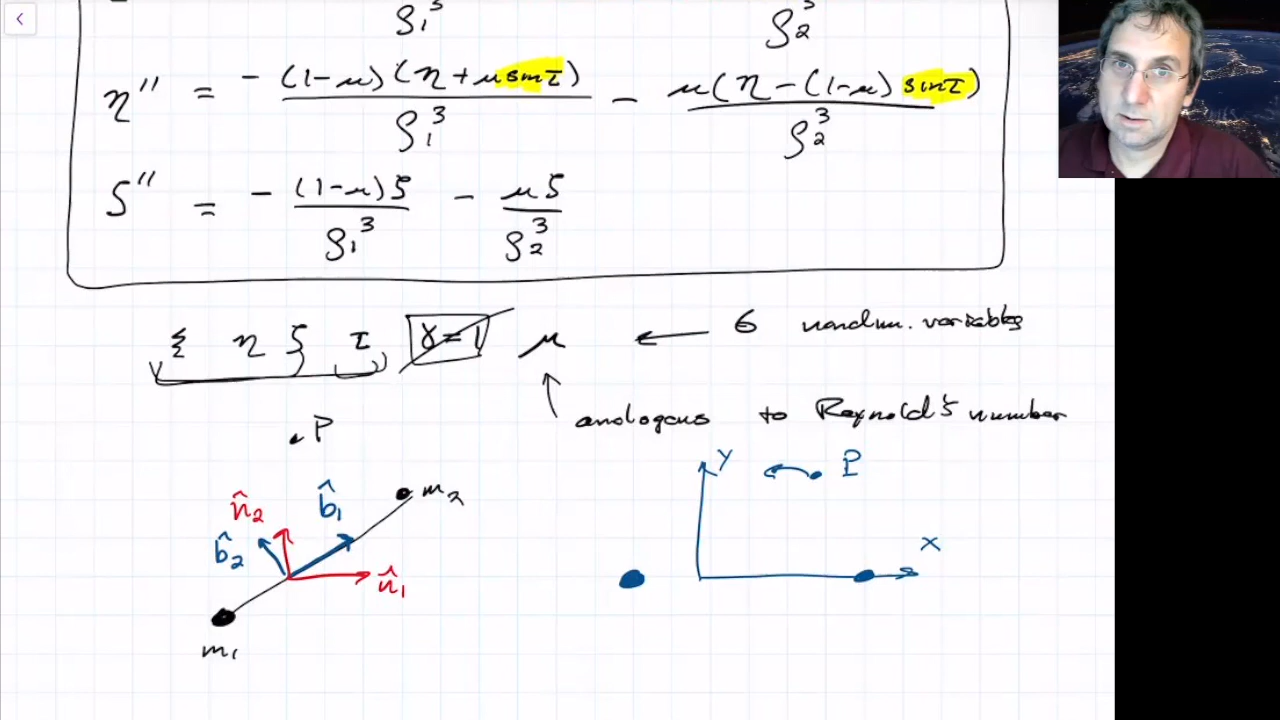 ρ₁³ ρ₂³
η'' = -(1-μ)(η+μ sin τ) / ρ₁³ - μ(η-(1-μ) sin τ) / ρ₂³
ζ'' = -(1-μ)ζ / ρ₁³ - μζ / ρ₂³
ξ η ζ τ γ=1 μ ← 6 nondim. variables
analogous to Reynold's number
P
y P
m₂
n̂₂ b̂₁
b̂₂ x
n̂₁
m₁